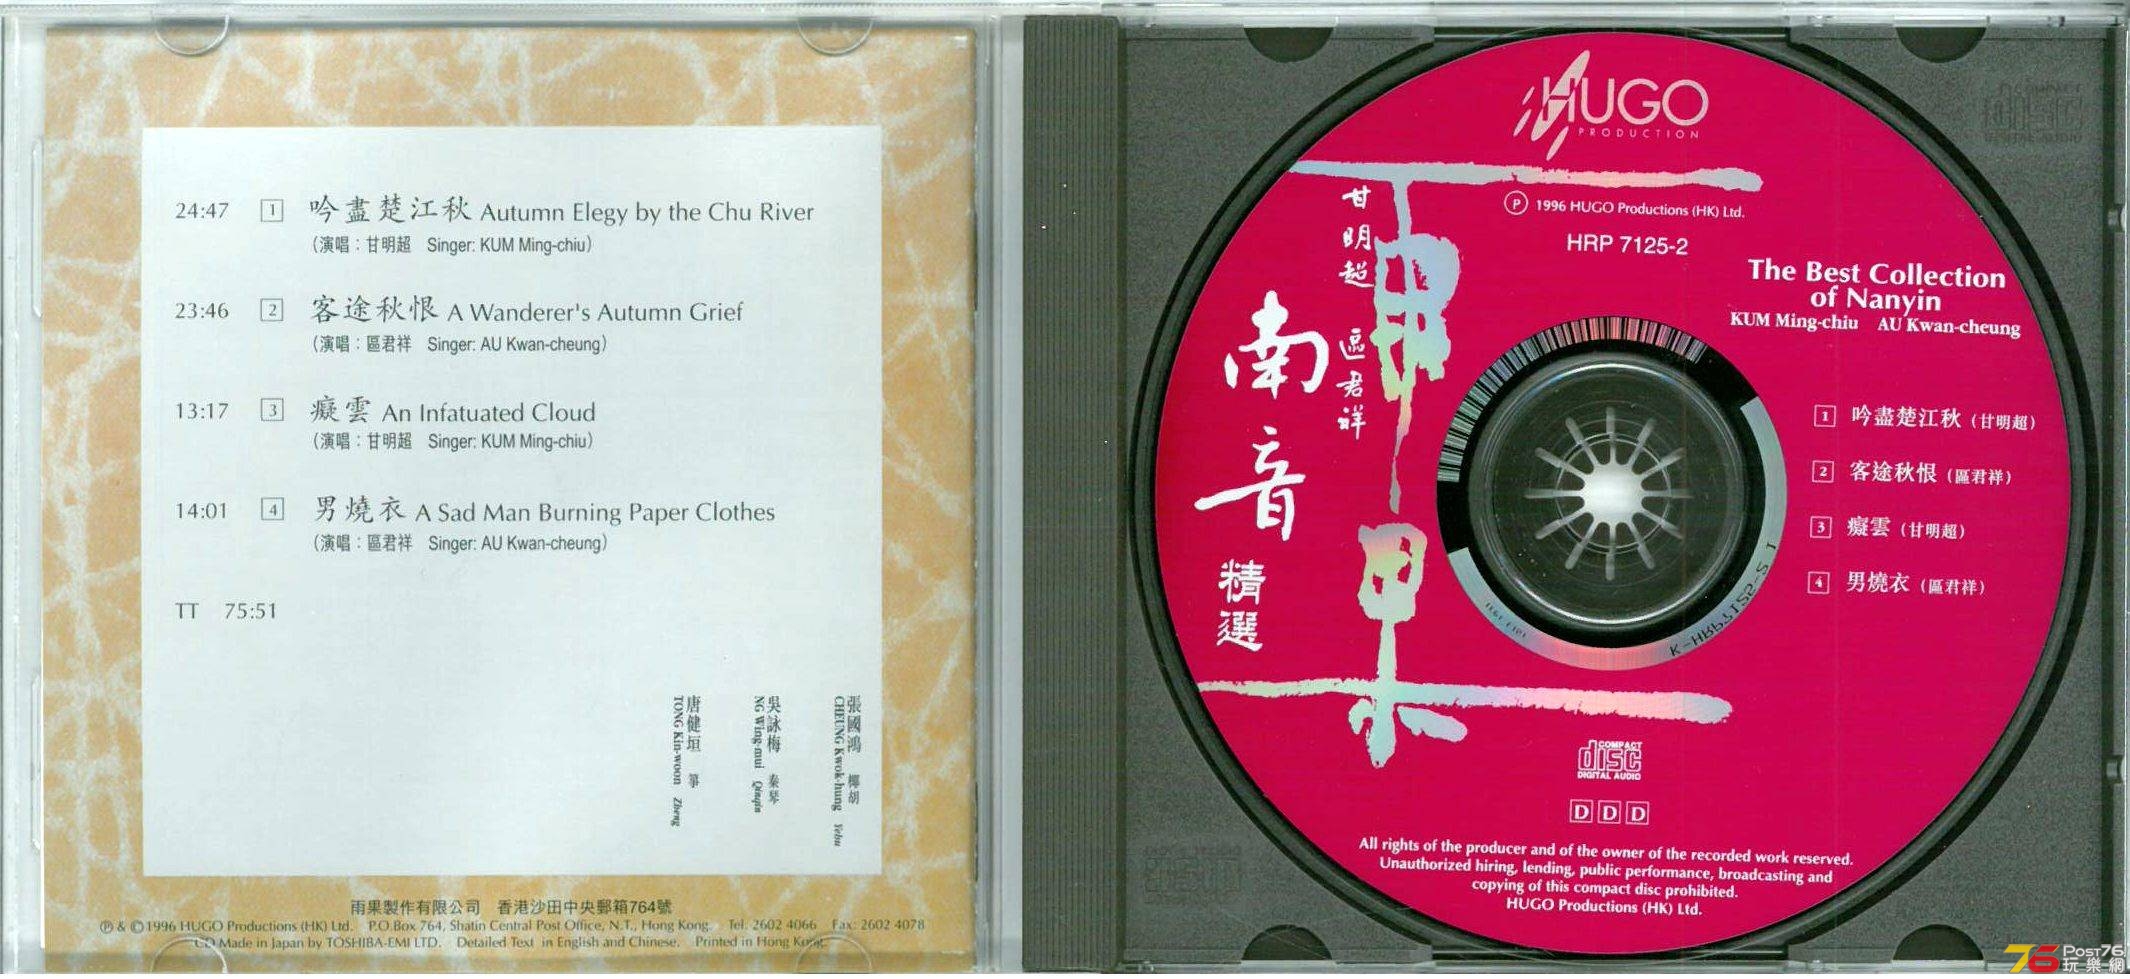 24:47 1 吟盡楚江秋 Autumn Elegy by the Chu River
(演唱：甘明超 Singer: KUM Ming-chiu)
23:46 2 客途秋恨 A Wanderer's Autumn Grief
(演唱：區君祥 Singer: AU Kwan-cheung)
13:17 3 癡雲 An Infatuated Cloud
(演唱：甘明超 Singer: KUM Ming-chiu)
14:01 4 男燒衣 A Sad Man Burning Paper Clothes
(演唱：區君祥 Singer: AU Kwan-cheung)
TT 75:51
張國鴻 椰胡
CHEUNG Kwok-hung Yehu
吳詠梅 秦琴
NG Wing-mui Qinqin
唐健垣 箏
TONG Kin-woon Zheng
雨果製作有限公司 香港沙田中央郵箱764號
Ⓟ & ©1996 HUGO Productions (HK) Ltd. P.O.Box 764, Shatin Central Post Office, N.T., Hong Kong. Tel: 2602 4066 Fax: 2602 4078
CD Made in Japan by TOSHIBA-EMI LTD. Detailed Text in English and Chinese. Printed in Hong Kong.
HUGO
PRODUCTION
Ⓟ 1996 HUGO Productions (HK) Ltd.
HRP 7125-2
The Best Collection
of Nanyin
KUM Ming-chiu AU Kwan-cheung
甘明超 區君祥
南音
精選
雨果
1 吟盡楚江秋（甘明超）
2 客途秋恨（區君祥）
3 癡雲（甘明超）
4 男燒衣（區君祥）
COMPACT
disc
DIGITAL AUDIO
D D D
All rights of the producer and of the owner of the recorded work reserved.
Unauthorized hiring, lending, public performance, broadcasting and
copying of this compact disc prohibited.
HUGO Productions (HK) Ltd.
Post76
玩樂網